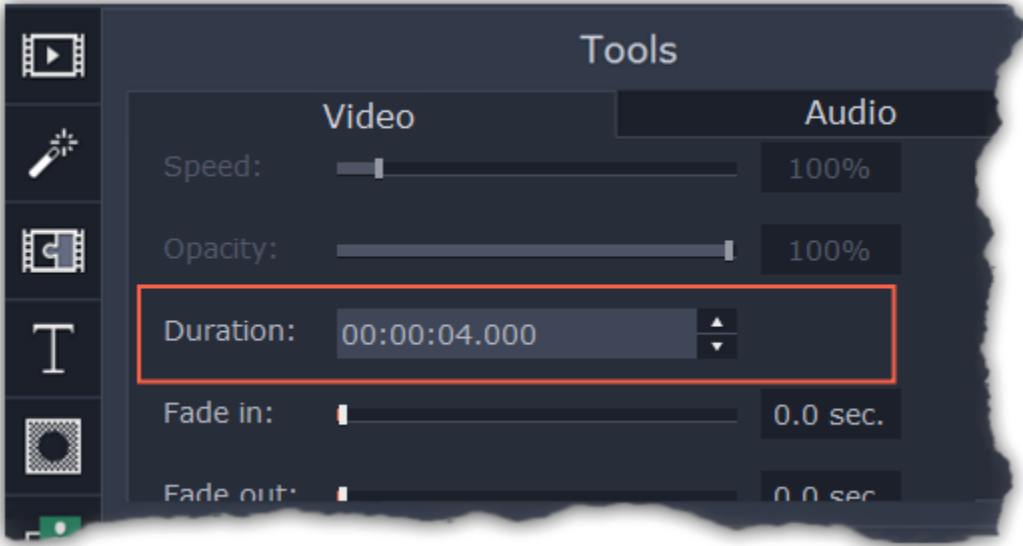 Tools
Video Audio
Speed: 100%
Opacity: 100%
Duration: 00:00:04.000
Fade in: 0.0 sec.
Fade out: 0.0 sec
T